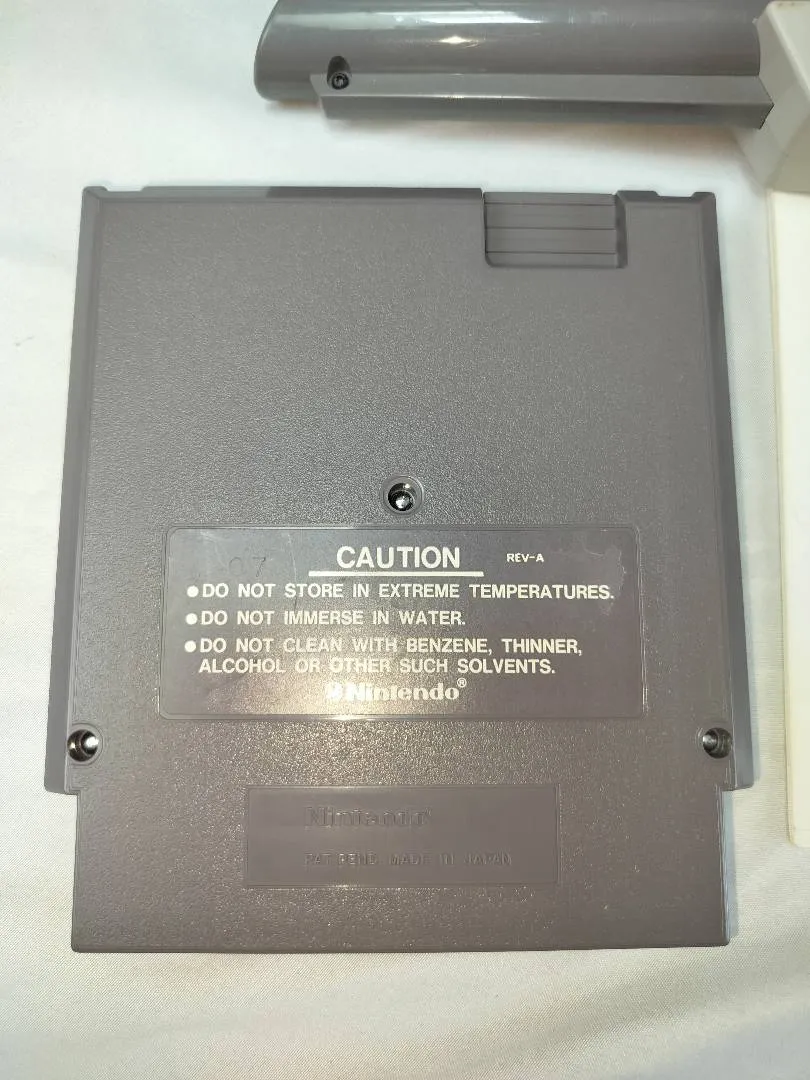 CAUTION REV-A
●DO NOT STORE IN EXTREME TEMPERATURES.
●DO NOT IMMERSE IN WATER.
●DO NOT CLEAN WITH BENZENE, THINNER,
ALCOHOL OR OTHER SUCH SOLVENTS.
Nintendo®
Nintendo®
PAT. PEND. MADE IN JAPAN